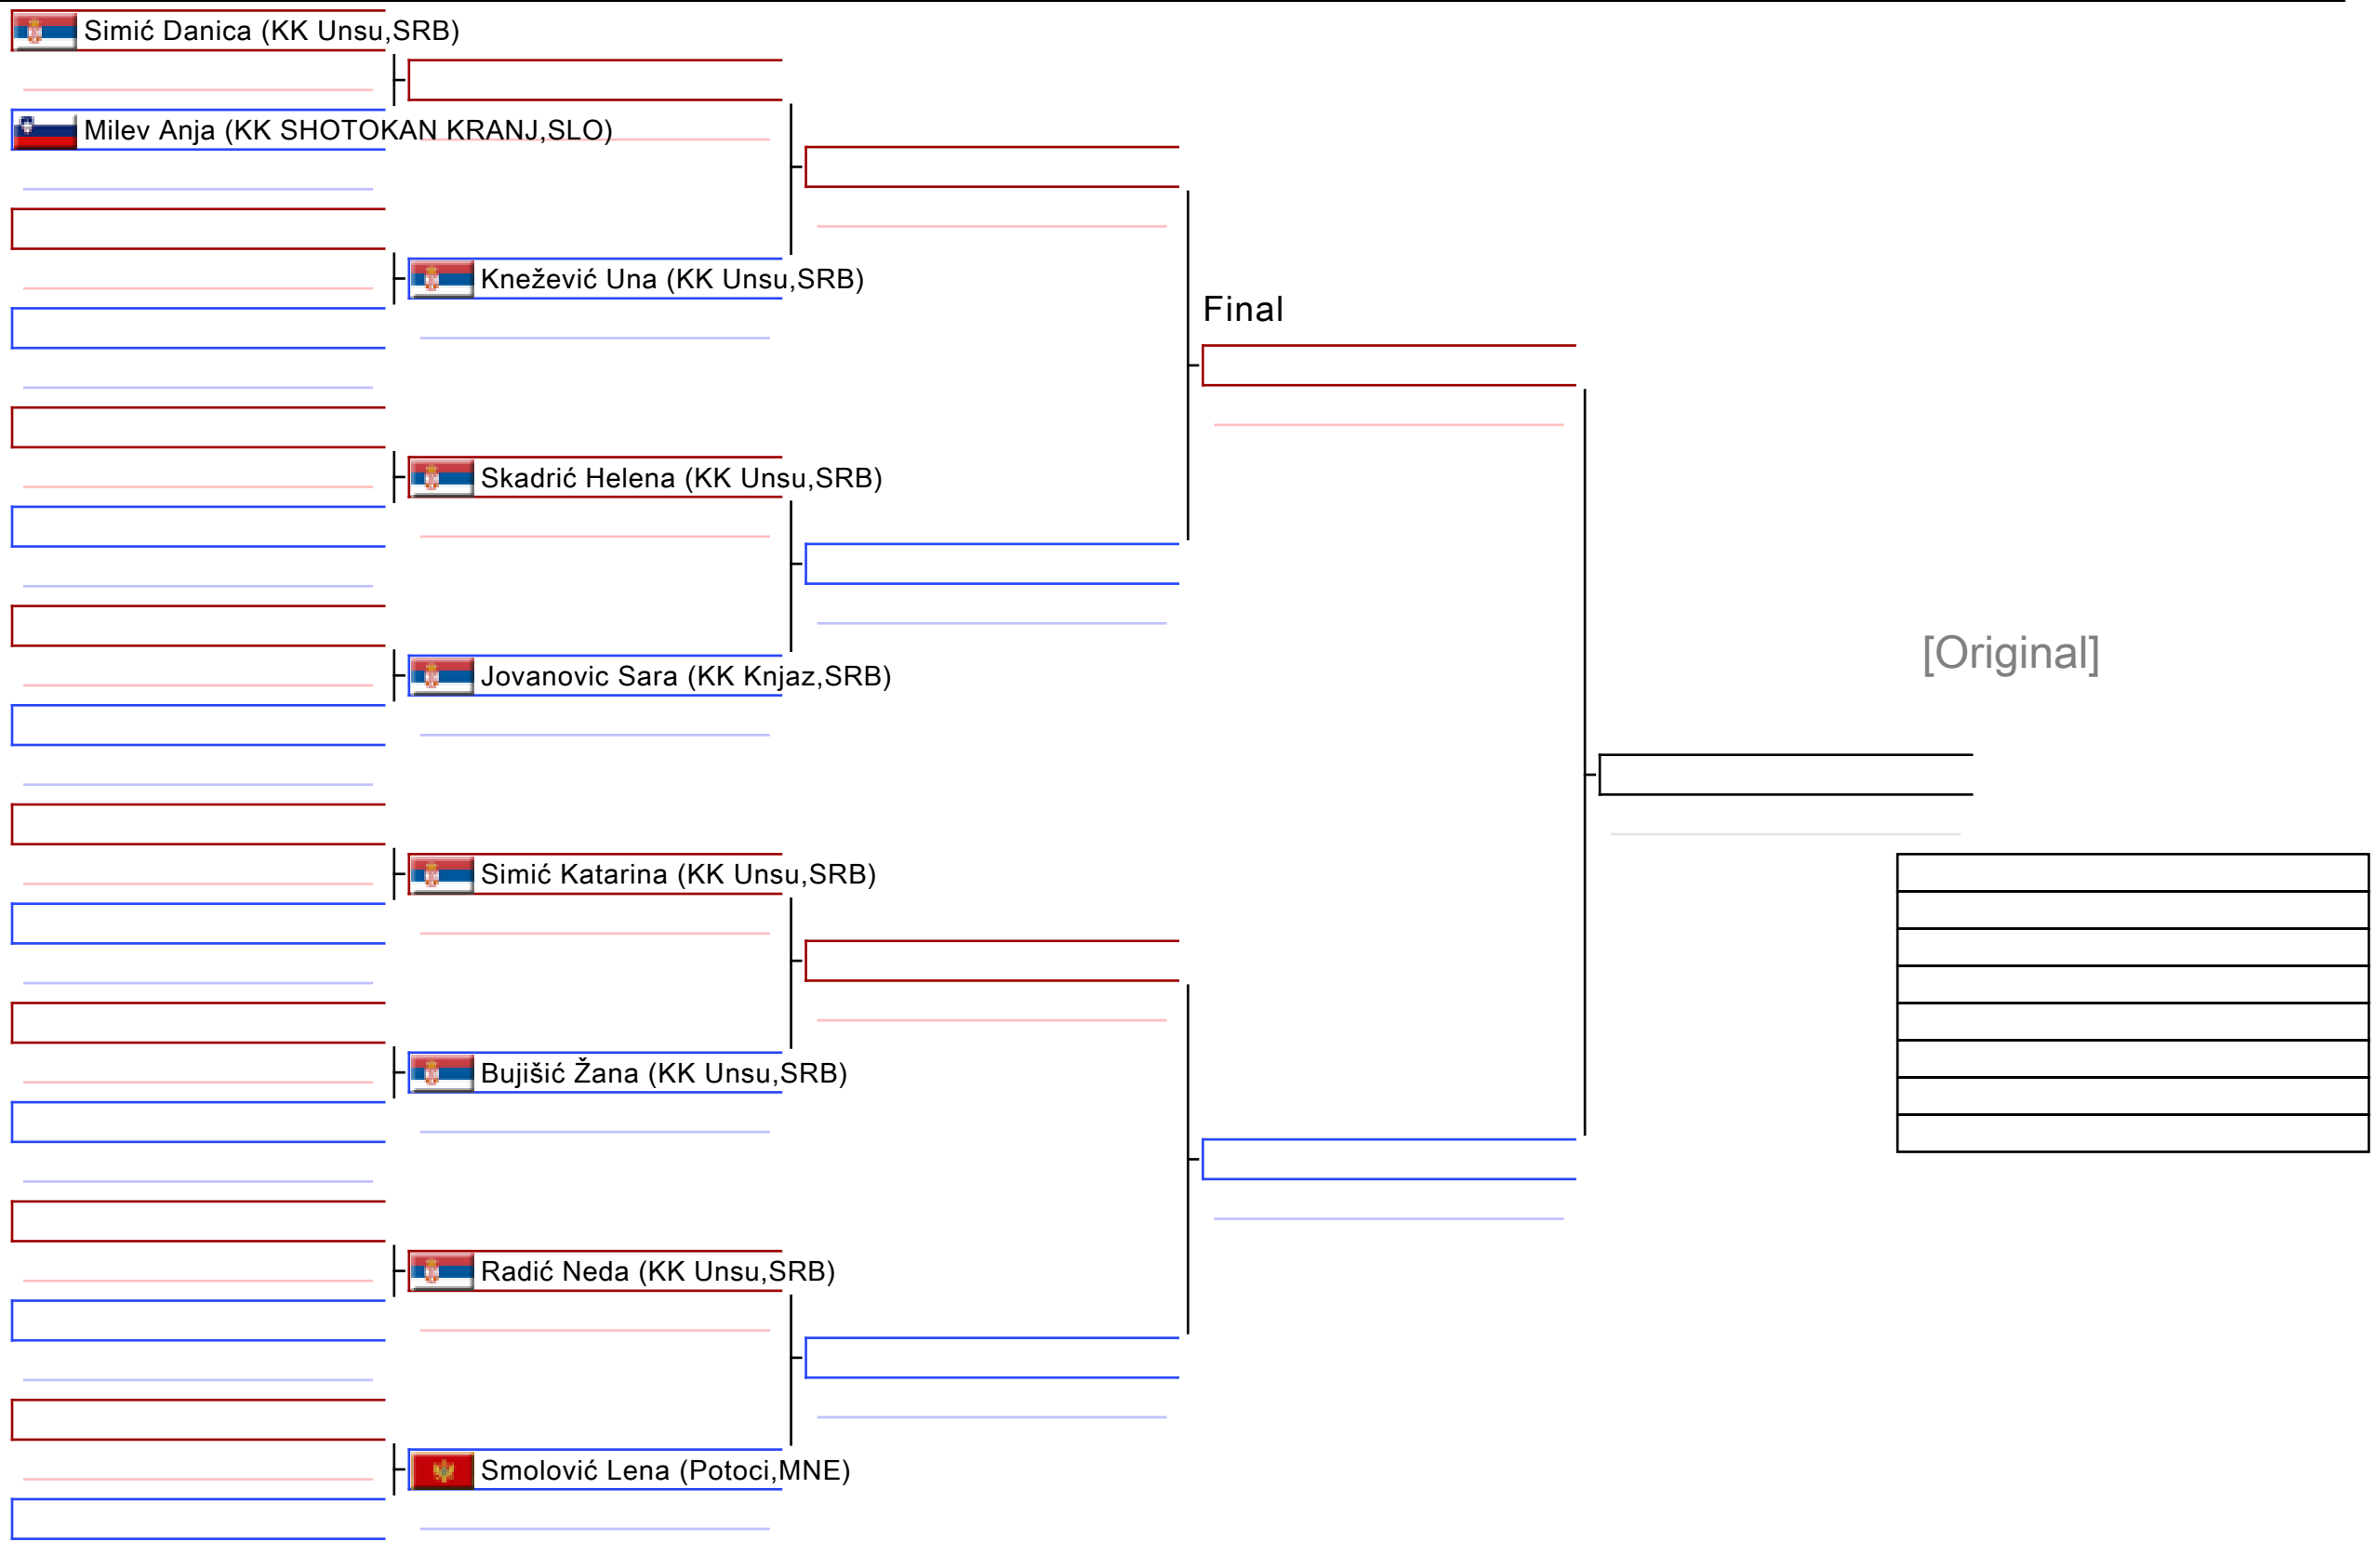 Simić Danica (KK Unsu,SRB)
Milev Anja (KK SHOTOKAN KRANJ,SLO)
Knežević Una (KK Unsu,SRB)
Final
Skadrić Helena (KK Unsu,SRB)
[Original]
Jovanovic Sara (KK Knjaz,SRB)
Simić Katarina (KK Unsu,SRB)
Bujišić Žana (KK Unsu,SRB)
Radić Neda (KK Unsu,SRB)
Smolović Lena (Potoci,MNE)